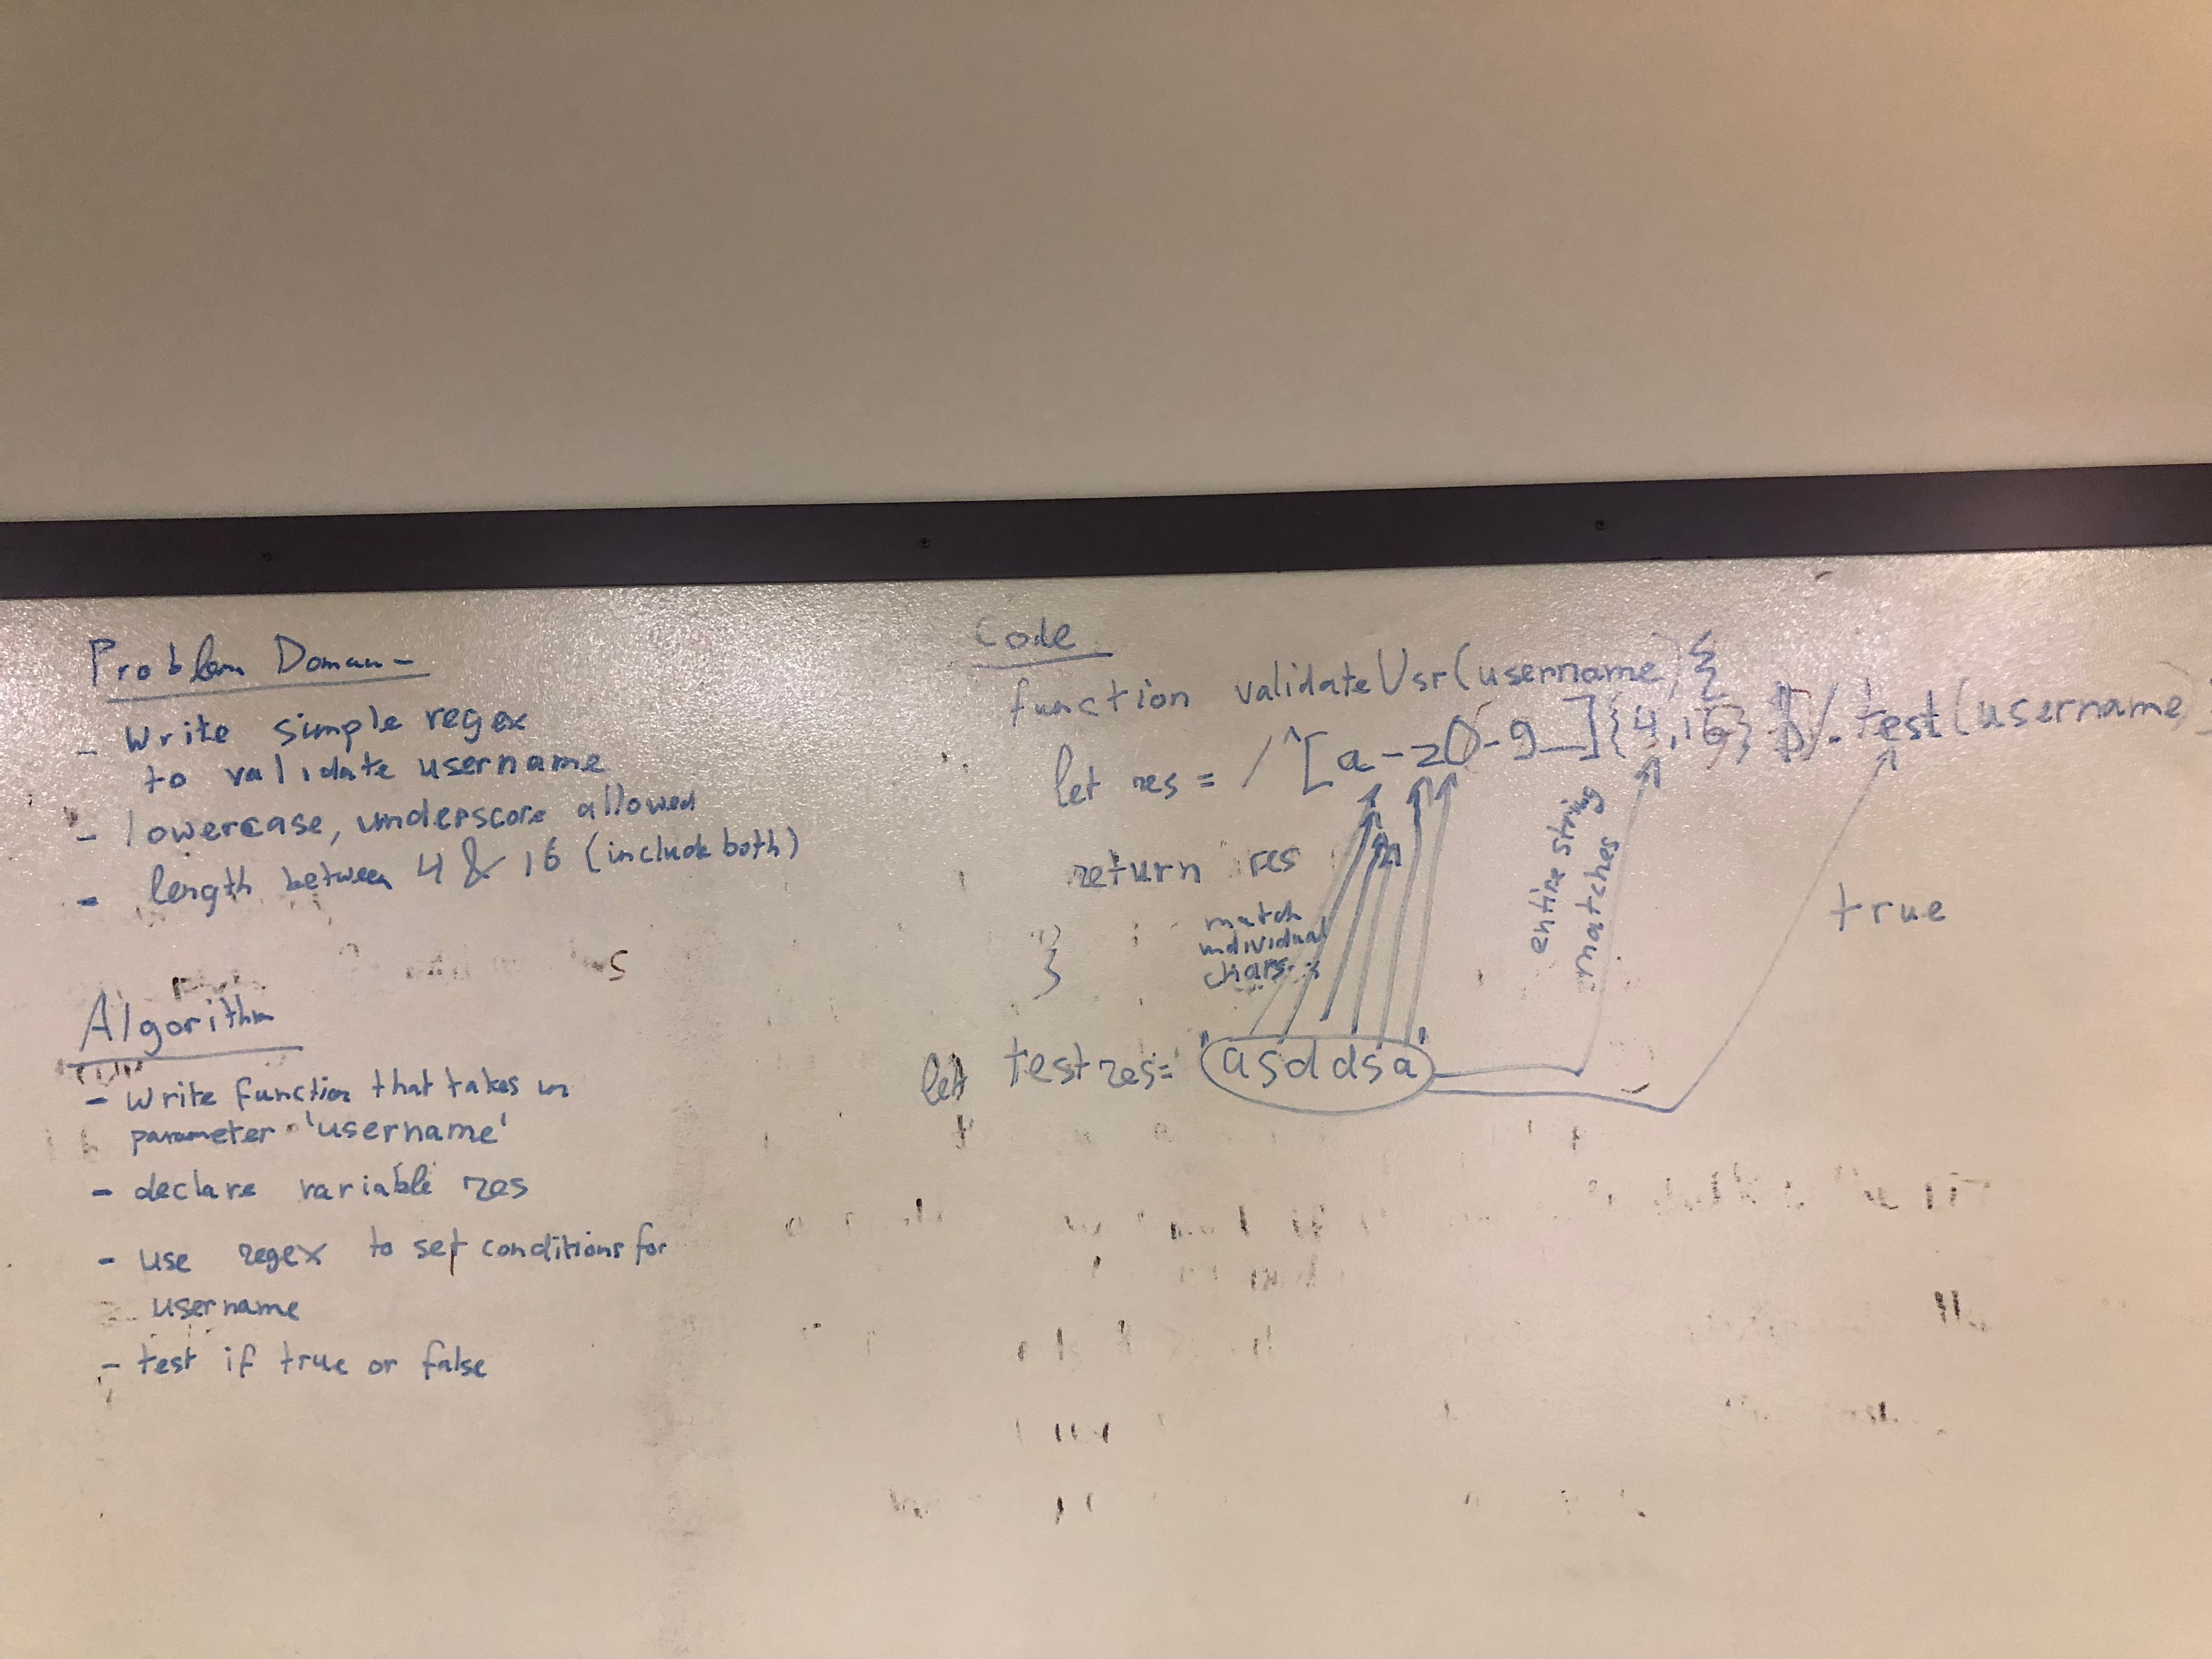 Problem Domain
- Write simple regex
to validate username
- lowercase, underscore allowed
- length between 4 & 16 (include both)
Algorithm
- Write function that takes in
parameter 'username'
- declare variable res
- use regex to set conditions for
username
- test if true or false
Code
function validateUsr(username) {
let res = /^[a-z0-9_]{4,16}$/.test(username)
return res
}
match
individual
chars
entire string
matches
true
let test res = 'asddsa'